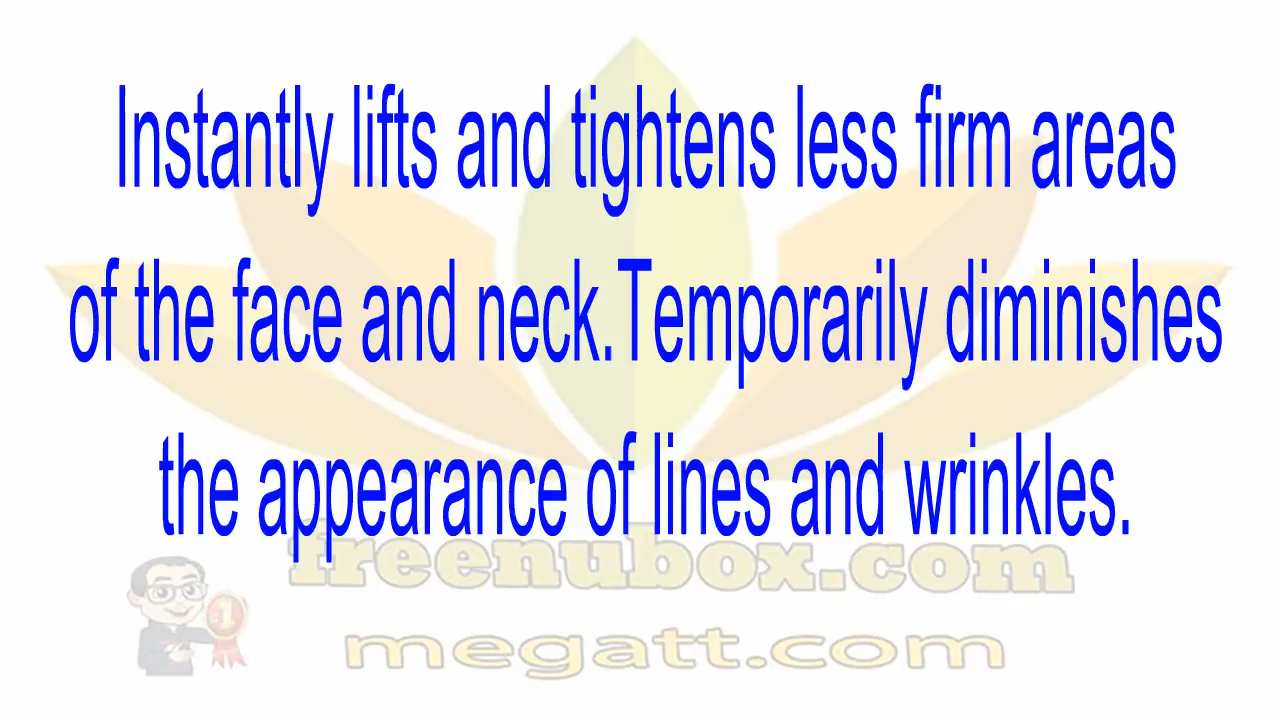 Instantly lifts and tightens less firm areas
of the face and neck.Temporarily diminishes
the appearance of lines and wrinkles.
freenubox.com
#1
megatt.com